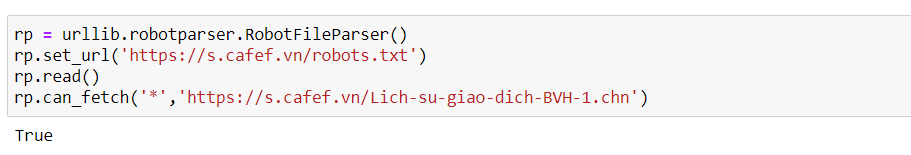 rp = urllib.robotparser.RobotFileParser()
rp.set_url('https://s.cafef.vn/robots.txt')
rp.read()
rp.can_fetch('*','https://s.cafef.vn/Lich-su-giao-dich-BVH-1.chn')
True